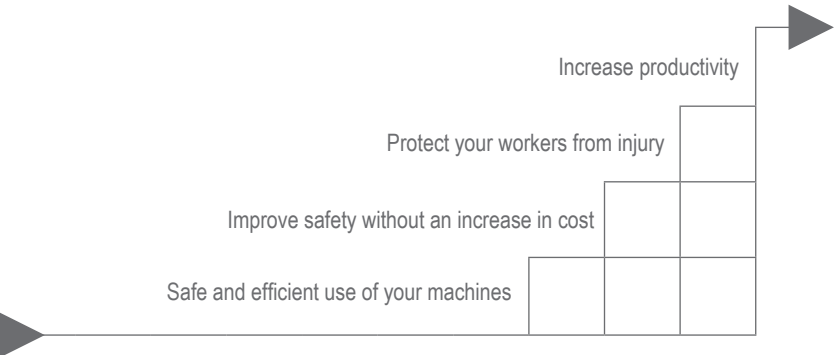 Increase productivity
Protect your workers from injury
Improve safety without an increase in cost
Safe and efficient use of your machines